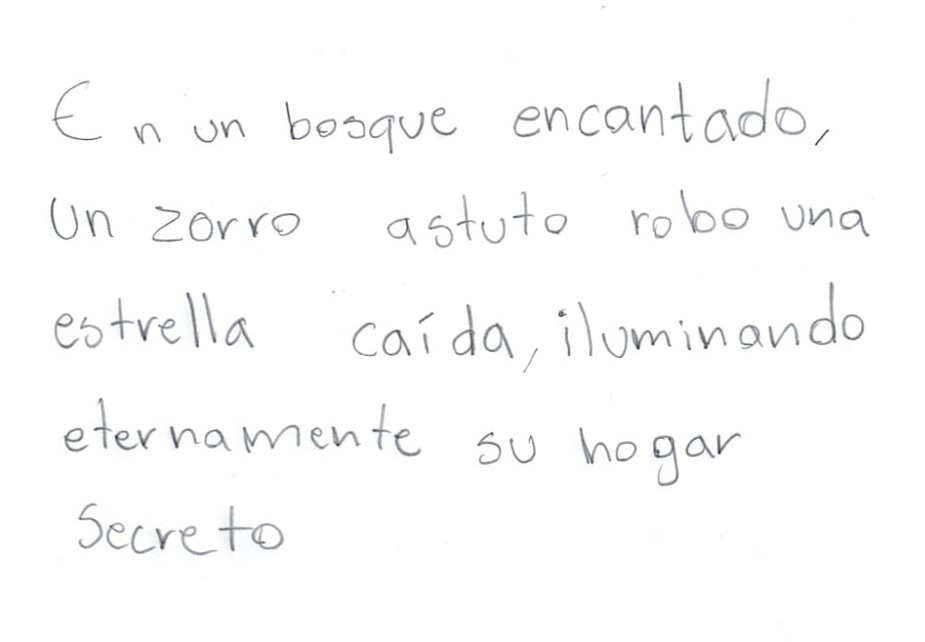 En un bosque encantado,
un zorro astuto robo una
estrella caída, iluminando
eternamente su hogar
secreto